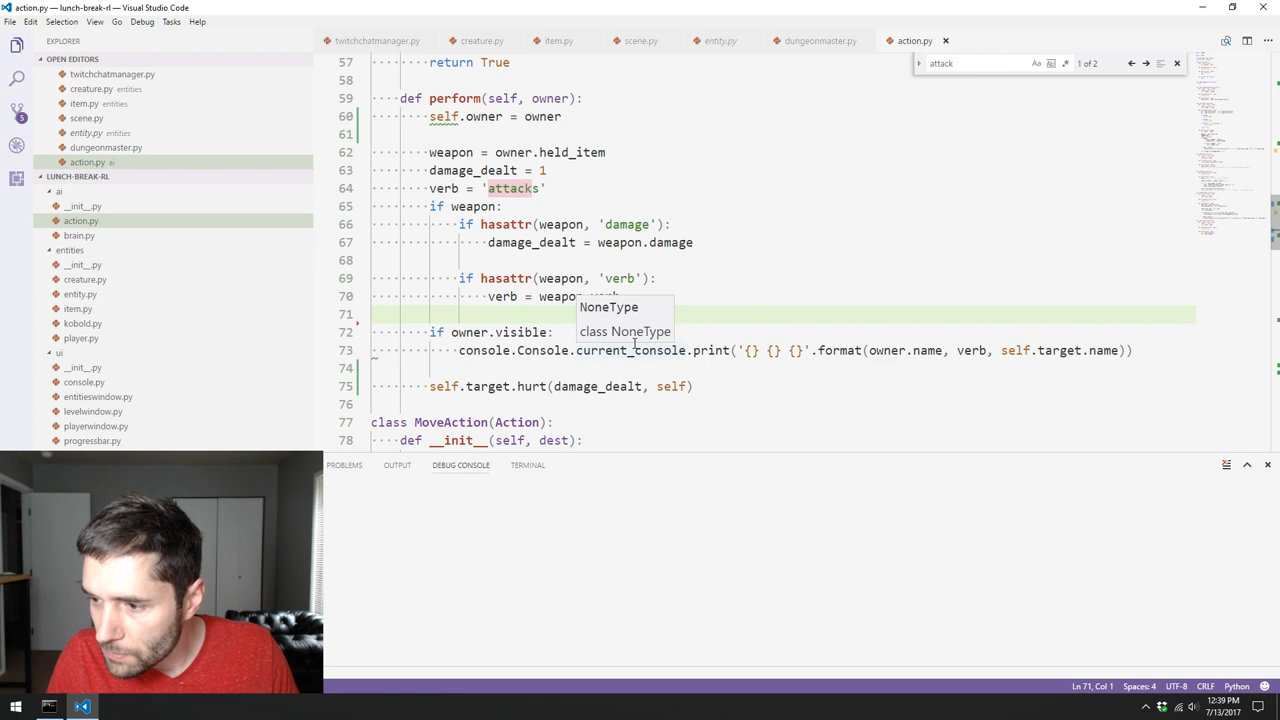 action.py — lunch-break-rl — Visual Studio Code
File Edit Selection View Go Debug Tasks Help
EXPLORER
OPEN EDITORS
twitchchatmanager.py
creature.py entities
item.py entities
scene.py
entity.py entities
dungeonmaster.py
action.py ai
LUNCH-BREAK-RL
ai
__init__.py
action.py
brain.py
entities
__init__.py
creature.py
entity.py
item.py
kobold.py
player.py
ui
__init__.py
console.py
entitieswindow.py
levelwindow.py
playerwindow.py
progressbar.py
twitchchatmanager.py creature.py item.py scene.py entity.py dungeonmaster.py action.py
1 of 2
57 return True
58
59 def perform(self, owner):
60 self.owner = owner
61
62 weapon = owner.held_item
63 damage_dealt =
64 verb =
65 if weapon:
66 if hasattr(weapon, 'damage'):
67 damage_dealt = weapon.damage
68
69 if hasattr(weapon, 'verb'):
70 verb = weapon.verb
71
72 if owner.visible:
73 console.Console.current_console.print('{} {} {}'.format(owner.name, verb, self.target.name))
74
75 self.target.hurt(damage_dealt, self)
76
77 class MoveAction(Action):
78 def __init__(self, dest):
NoneType
class NoneType
PROBLEMS OUTPUT DEBUG CONSOLE TERMINAL
Ln 71, Col 1 Spaces: 4 UTF-8 CRLF Python
12:39 PM
7/13/2017